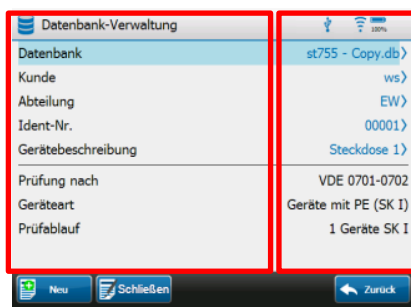 Datenbank-Verwaltung 100%
Datenbank st755 - Copy.db>
Kunde ws>
Abteilung EW>
Ident-Nr. 00001>
Gerätebeschreibung Steckdose 1>
Prüfung nach VDE 0701-0702
Geräteart Geräte mit PE (SK I)
Prüfablauf 1 Geräte SK I
Neu Schließen Zurück